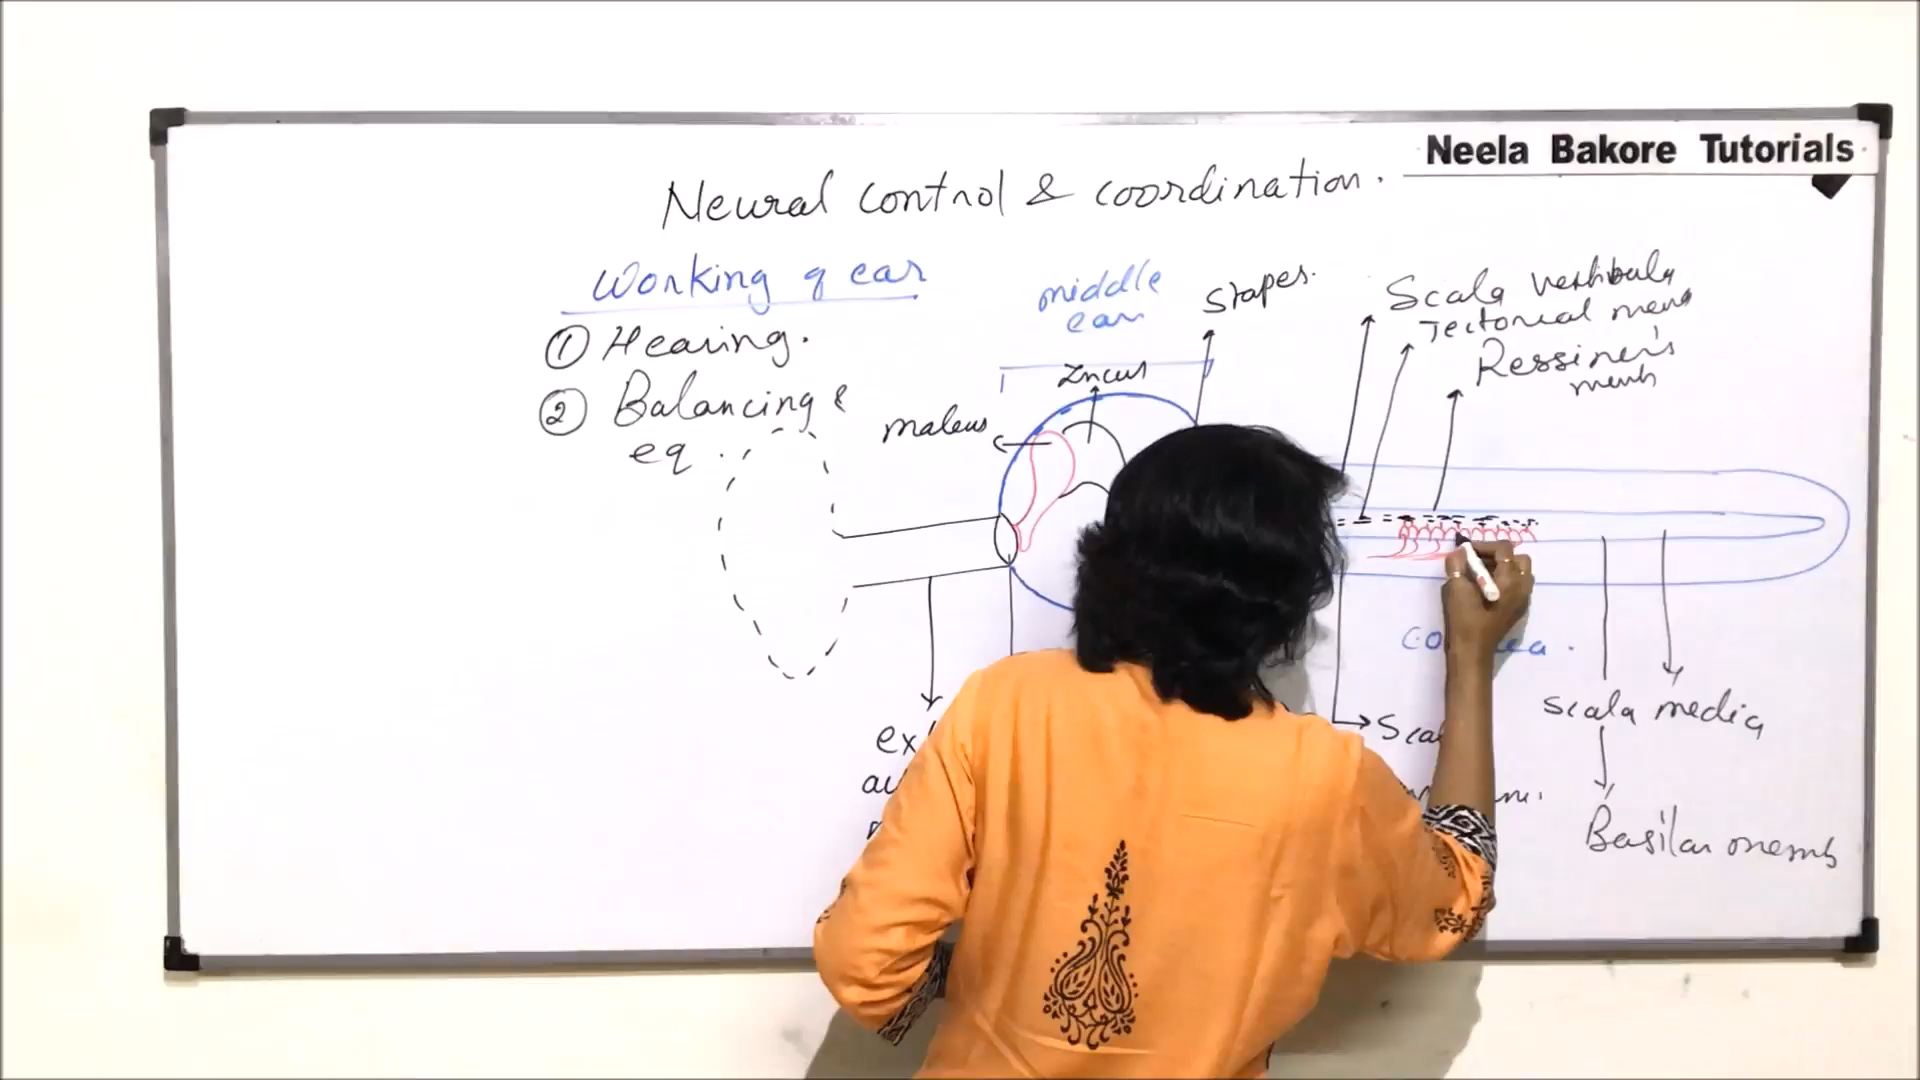 Neela Bakore Tutorials
Neural control & coordination.
Working of ear
① Hearing.
② Balancing &
eq.
middle
ear
Stapes.
Incus
maleus
Scala vestibula
Tectorial mem
Ressiner's
memb
Scala media
Basilar memb